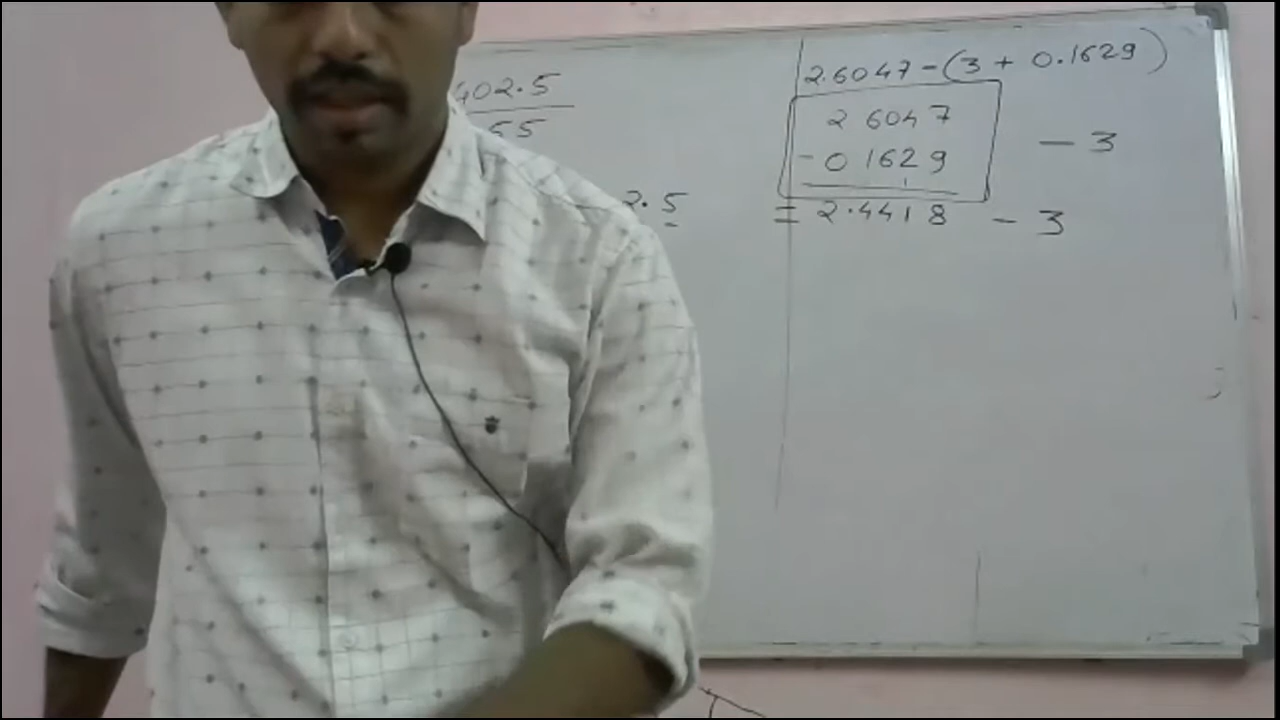 402.5
55
2.5
2.6047 - (3 + 0.1629)
2 6047
- 0 1629 - 3
= 2.4418 - 3